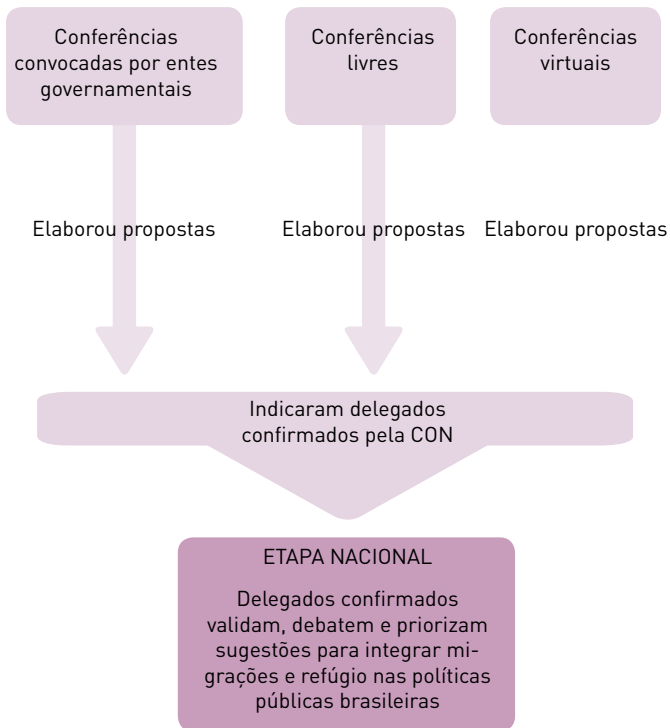 Conferências
convocadas por entes
governamentais
Conferências
livres
Conferências
virtuais
Elaborou propostas
Elaborou propostas
Elaborou propostas
Indicaram delegados
confirmados pela CON
ETAPA NACIONAL
Delegados confirmados
validam, debatem e priorizam
sugestões para integrar mi-
grações e refúgio nas políticas
públicas brasileiras